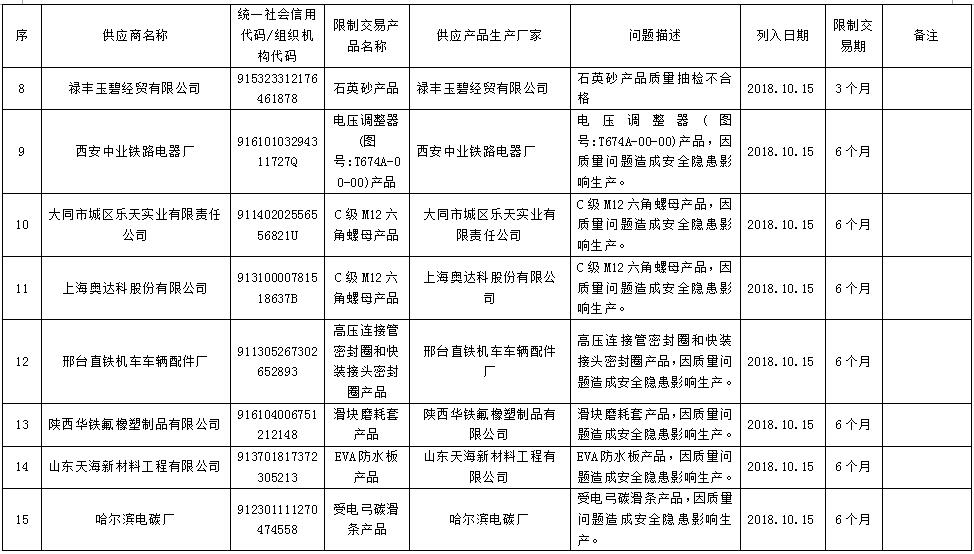 序
供应商名称
统一社会信用
代码/组织机
构代码
限制交易产
品名称
供应产品生产厂家
问题描述
列入日期
限制交
易期
备注
8
禄丰玉碧经贸有限公司
915323312176
461878
石英砂产品
禄丰玉碧经贸有限公司
石英砂产品质量抽检不合
格
2018.10.15
3个月
9
西安中业铁路电器厂
916101032943
11727Q
电压调整器
(图
号:T674A-0
0-00)产品
西安中业铁路电器厂
电压调整器(图
号:T674A-00-00)产品，因
质量问题造成安全隐患影
响生产。
2018.10.15
6个月
10
大同市城区乐天实业有限责任
公司
911402025565
56821U
C级M12六
角螺母产品
大同市城区乐天实业有
限责任公司
C级M12六角螺母产品，因
质量问题造成安全隐患影
响生产。
2018.10.15
6个月
11
上海奥达科股份有限公司
913100007815
18637B
C级M12六
角螺母产品
上海奥达科股份有限公
司
C级M12六角螺母产品，因
质量问题造成安全隐患影
响生产。
2018.10.15
6个月
12
邢台直铁机车车辆配件厂
911305267302
652893
高压连接管
密封圈和快
装接头密封
圈产品
邢台直铁机车车辆配件
厂
高压连接管密封圈和快装
接头密封圈产品，因质量问
题造成安全隐患影响生产。
2018.10.15
6个月
13
陕西华铁氟橡塑制品有限公司
916104006751
212148
滑块磨耗套
产品
陕西华铁氟橡塑制品有
限公司
滑块磨耗套产品，因质量问
题造成安全隐患影响生产。
2018.10.15
6个月
14
山东天海新材料工程有限公司
913701817372
305213
EVA防水板
产品
山东天海新材料工程有
限公司
EVA防水板产品，因质量问
题造成安全隐患影响生产。
2018.10.15
6个月
15
哈尔滨电碳厂
912301111270
474558
受电弓碳滑
条产品
哈尔滨电碳厂
受电弓碳滑条产品，因质量
问题造成安全隐患影响生
产。
2018.10.15
6个月